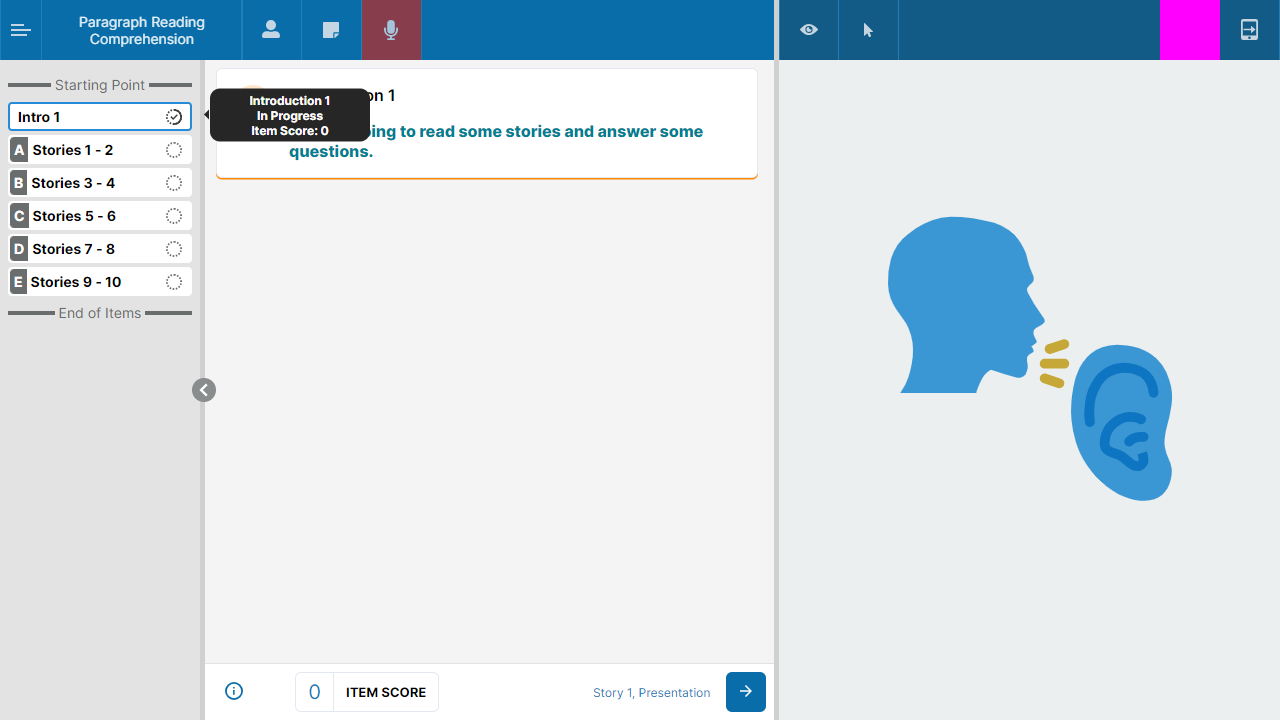 Paragraph Reading
Comprehension
Starting Point
Intro 1
A Stories 1 - 2
B Stories 3 - 4
C Stories 5 - 6
D Stories 7 - 8
E Stories 9 - 10
End of Items
Introduction 1
In Progress
Item Score: 0
on 1
ing to read some stories and answer some
questions.
0 ITEM SCORE
Story 1, Presentation